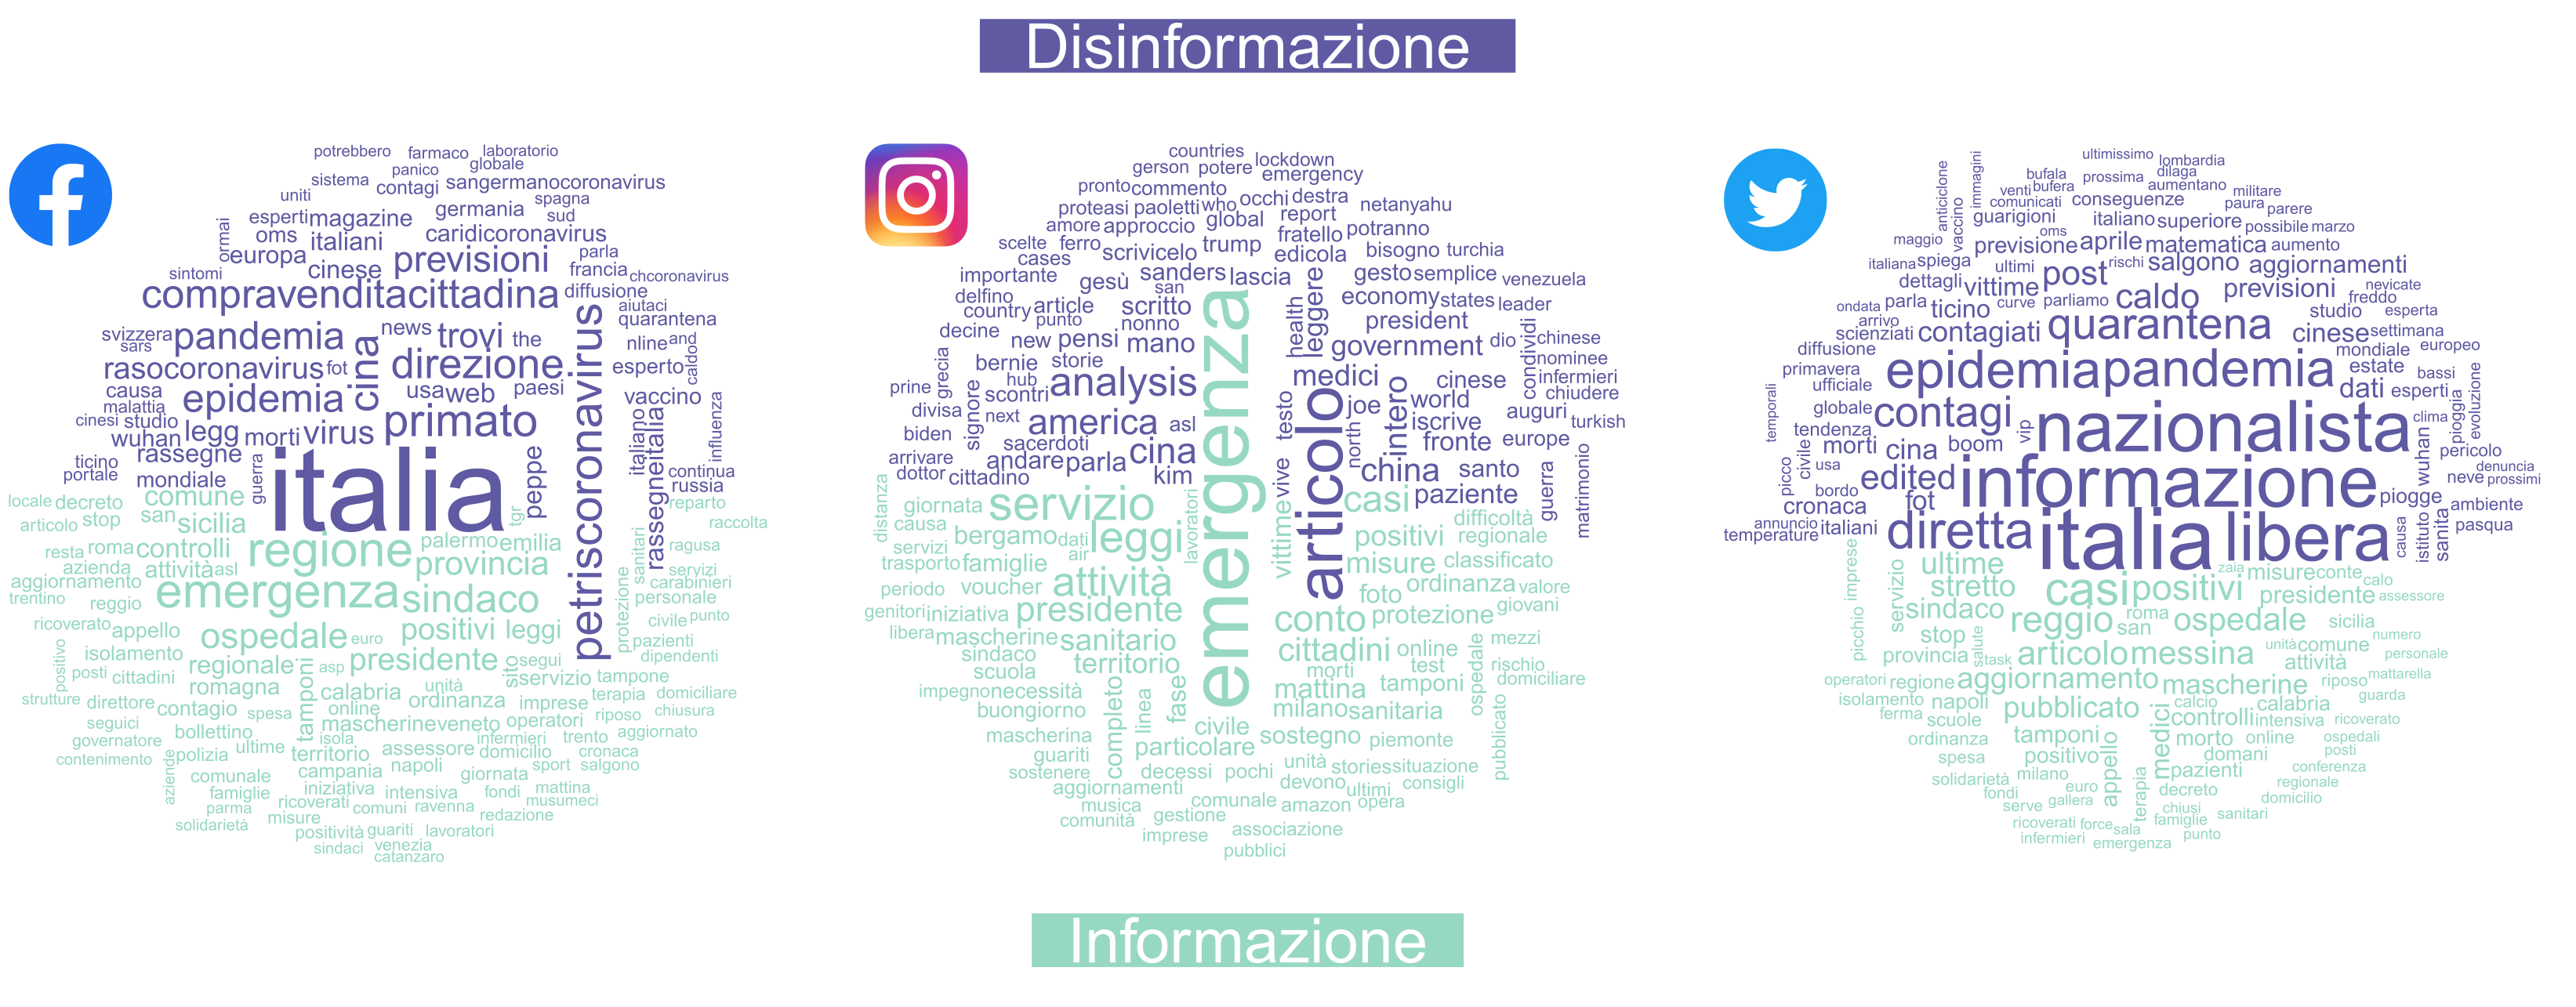 Disinformazione
potrebbero farmaco laboratorio
panico globale
sistema contagi sangermanocoronavirus
uniti spagna
esperti magazine germania sud
ormai oms italiani caridicoronavirus
europa cinese previsioni parla
sintomi francia chcoronavirus
compravenditacittadina diffusione
aiutaci
svizzera pandemia news trovi the quarantena
sars cina direzione nline and
rasocoronavirus fot esperto caldo
causa epidemia usa web paesi vaccino
malattia primato
cinesi studio virus petriscoronavirus
wuhan legg morti italiano influenza
rassegne italia peppe rassegneitalia
ticino guerra continua
portale mondiale russia
locale decreto comune tgr reparto
articolo stop san sicilia raccolta
resta roma controlli regione palermo emilia sanitari ragusa
azienda attività asl provincia servizi
aggiornamento emergenza sindaco protezione carabinieri
trentino reggio personale
ricoverato appello ospedale euro positivi leggi civile punto
positivo isolamento pazienti
posti cittadini regionale asp presidente sito segui dipendenti
romagna tamponi servizio tampone
strutture direttore calabria unità ordinanza imprese terapia domiciliare
contagio spesa online riposo chiusura
seguici bollettino mascherine veneto operatori
governatore isola infermieri trento aggiornato
contenimento polizia ultime territorio assessore domicilio cronaca
aziende comunale campania napoli giornata sport salgono
famiglie iniziativa intensiva fondi mattina
parma ricoverati comuni ravenna musumeci
solidarietà misure redazione
positività guariti lavoratori
sindaci venezia
catanzaro
countries
gerson potere lockdown
emergency
pronto commento occhi destra
proteasi paoletti who netanyahu
amore approccio global report
scelte ferro fratello potranno
cases scrivicelo trump edicola bisogno turchia
importante gesù sanders lascia gesto semplice venezuela
delfino san
country article scritto health leggere economy states leader
decine punto nonno president
new pensi mano condividi chinese
grecia bernie storie government dio nominee
prine hub analysis medici cinese infermieri
signore scontri chiudere
divisa next america asl testo joe intero world auguri
biden sacerdoti iscrive turkish
arrivare andare parla cina north fronte europe
dottor cittadino kim vive articolo china santo guerra matrimonio
distanza giornata servizio lavoratori emergenza vittime casi paziente
causa difficoltà
servizi bergamo dati leggi positivi regionale
trasporto famiglie air misure classificato
periodo voucher attività foto ordinanza valore
genitori iniziativa presidente conto protezione giovani
libera mascherine sanitario mezzi
sindaco cittadini online ospedale
scuola territorio morti test rischio
impegno necessità fase mattina tamponi domiciliare
buongiorno completo linea milano sanitaria
mascherina civile sostegno piemonte pubblicato
guariti particolare
sostenere decessi pochi unità stories situazione
aggiornamenti devono ultimi consigli
musica comunale amazon opera
comunità gestione
imprese associazione
pubblici
ultimissimo
anticiclone immagini bufala lombardia
dilaga
venti bufera prossima aumentano militare
comunicati conseguenze paura parere
vaccino guarigioni italiano superiore possibile marzo
maggio oms
previsione aprile matematica aumento
italiana spiega ultimi post rischi salgono aggiornamenti
dettagli vittime caldo previsioni nevicate
ondata parla ticino curve parliamo freddo
arrivo studio esperta
scienziati contagiati quarantena cinese settimana
diffusione mondiale europeo
primavera epidemia pandemia estate bassi
ufficiale dati esperti
temporali globale contagi nazionalista clima pioggia evoluzione
tendenza vip
civile morti cina boom wuhan pericolo
picco usa edited informazione denuncia
bordo fot piogge neve prossimi
cronaca ambiente
annuncio italiani diretta italia libera causa istituto sanita pasqua
temperature
imprese servizio ultime zaia misure conte calo
stretto casi positivi presidente assessore
sindaco reggio roma ospedale sicilia
picchio stop san numero
provincia salute task articolo messina unità comune personale
attività
operatori regione aggiornamento mascherine riposo mattarella
isolamento napoli calcio calabria guarda
ferma scuole pubblicato medici controlli intensiva ricoverato
ordinanza tamponi appello morto online ospedali
spesa positivo domani posti
solidarietà milano pazienti conferenza
fondi euro terapia decreto regionale
serve gallera chiusi domicilio
ricoverati force sala famiglie sanitari
infermieri punto
emergenza
Informazione